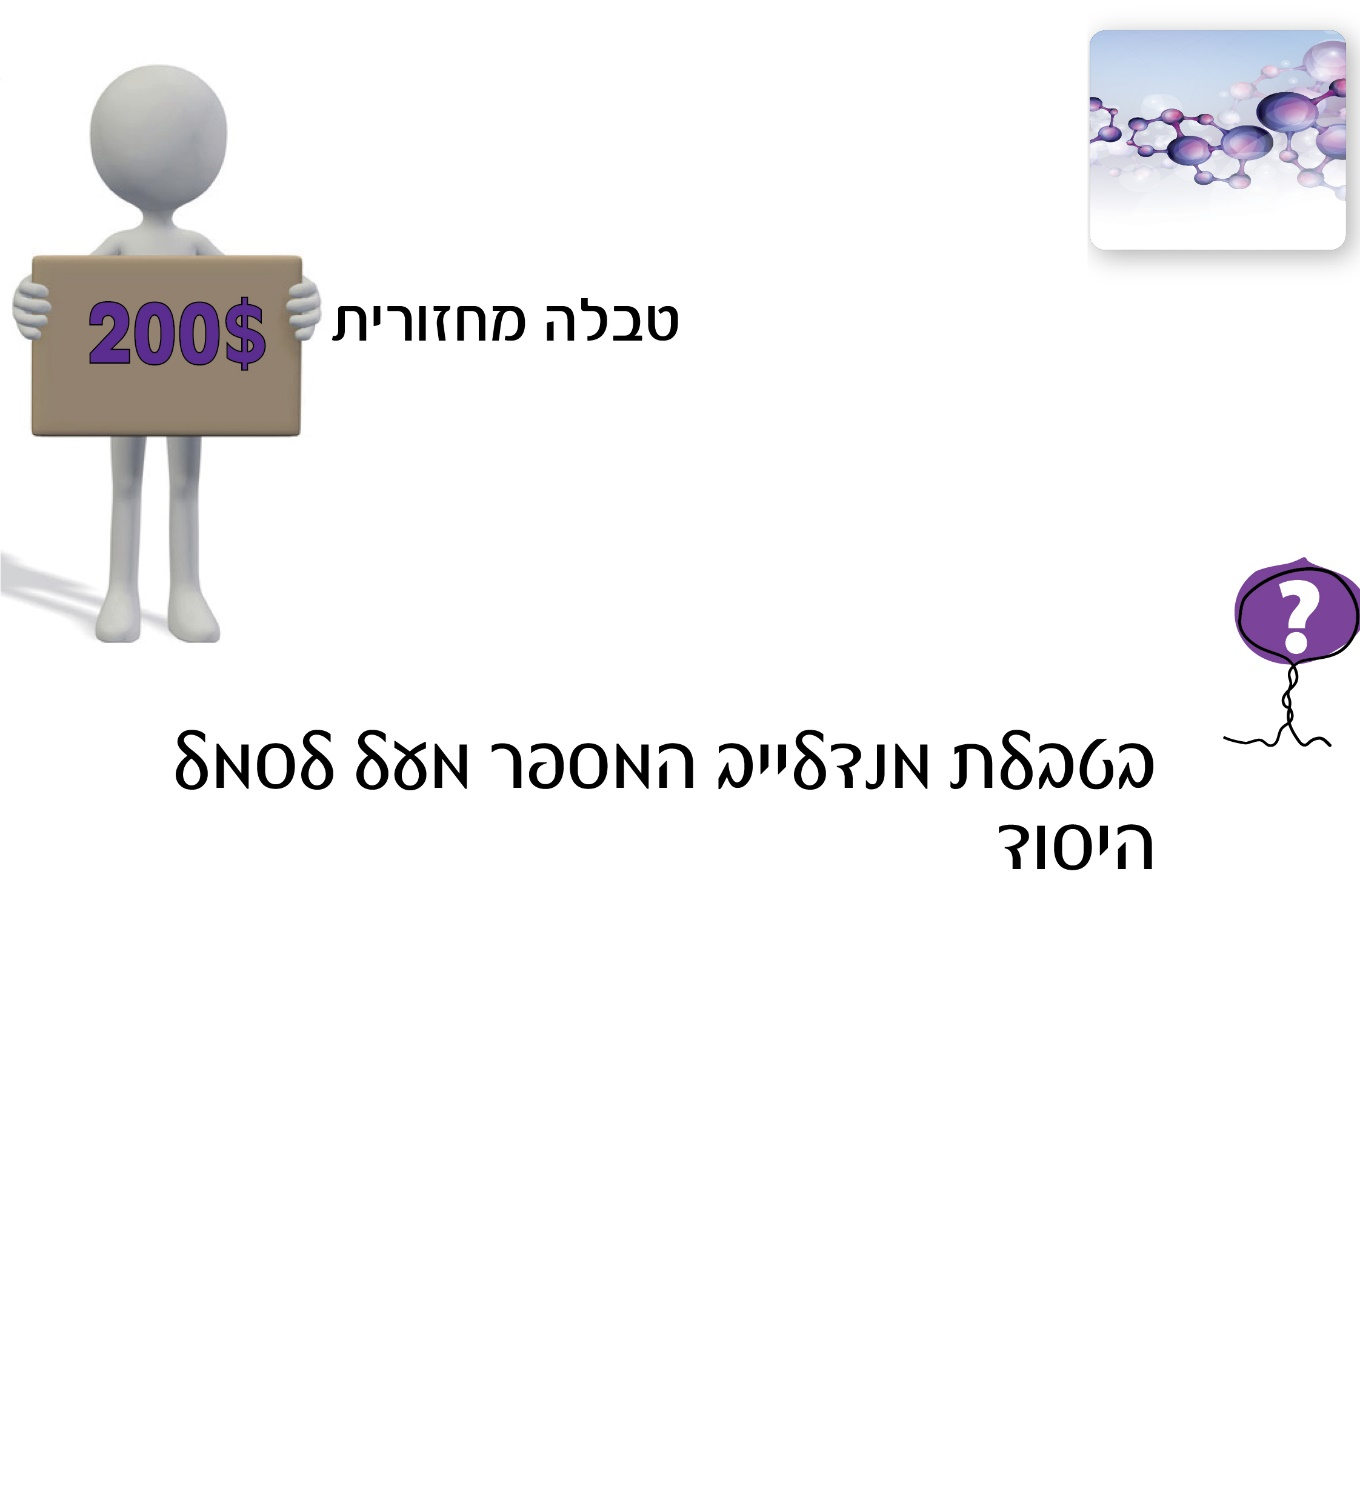 200$
טבלה מחזורית
?
בטבלת מנדלייב המספר מעל לסמל
היסוד